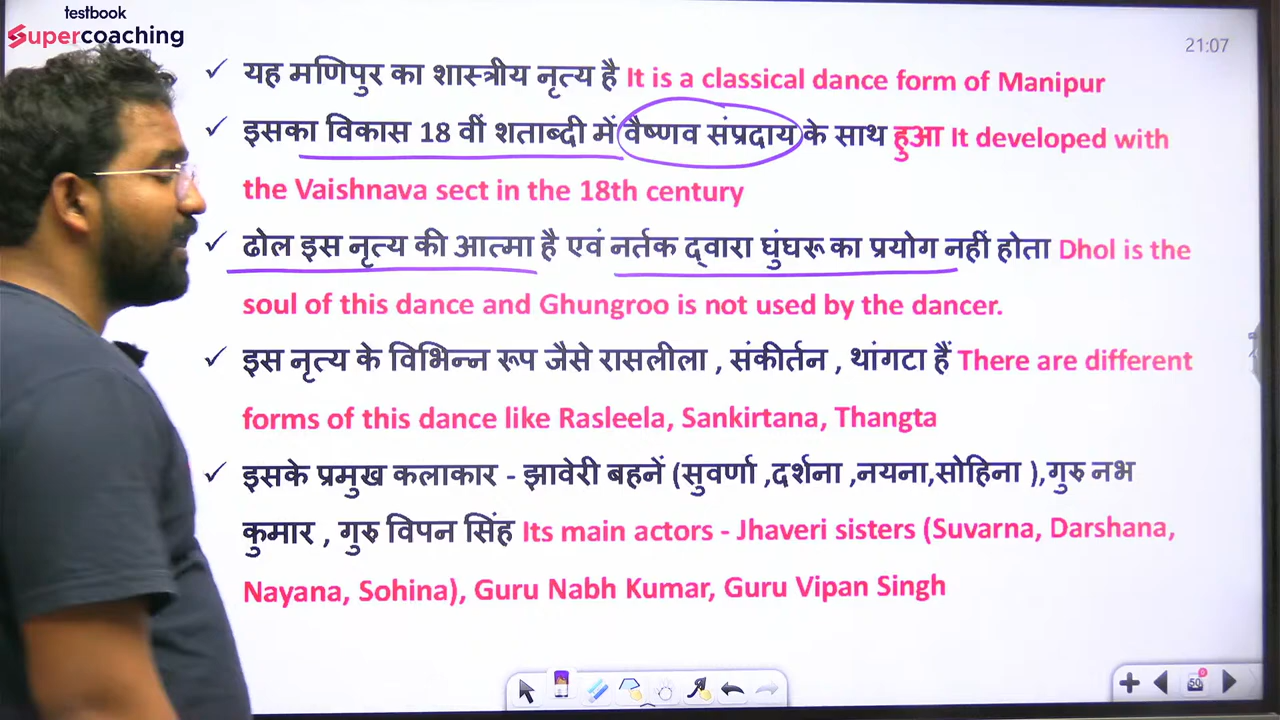 testbook
Supercoaching
21:07
✓ यह मणिपुर का शास्त्रीय नृत्य है It is a classical dance form of Manipur
✓ इसका विकास 18 वीं शताब्दी में वैष्णव संप्रदाय के साथ हुआ It developed with
the Vaishnava sect in the 18th century
✓ ढोल इस नृत्य की आत्मा है एवं नर्तक द्वारा घुंघरू का प्रयोग नहीं होता Dhol is the
soul of this dance and Ghungroo is not used by the dancer.
✓ इस नृत्य के विभिन्न रूप जैसे रासलीला , संकीर्तन , थांगटा हैं There are different
forms of this dance like Rasleela, Sankirtana, Thangta
✓ इसके प्रमुख कलाकार - झावेरी बहनें (सुवर्णा ,दर्शना ,नयना,सोहिना ),गुरु नभ
कुमार , गुरु विपन सिंह Its main actors - Jhaveri sisters (Suvarna, Darshana,
Nayana, Sohina), Guru Nabh Kumar, Guru Vipan Singh
50